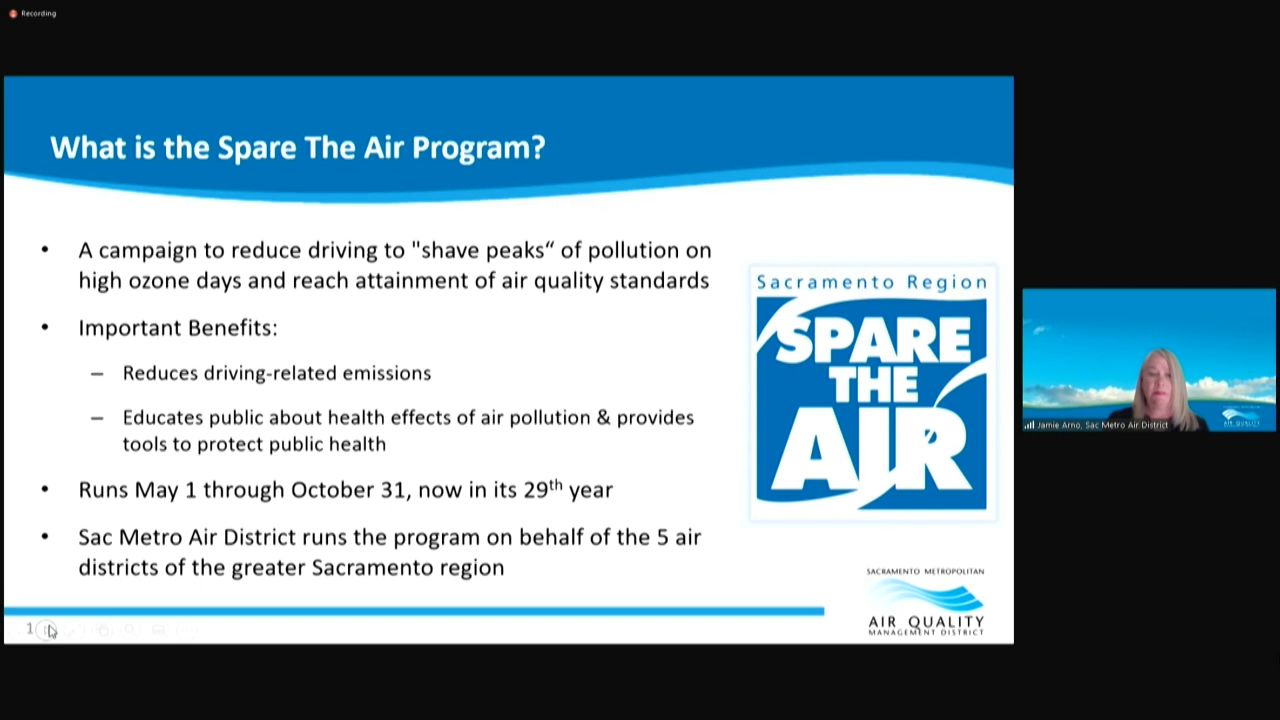 Recording
What is the Spare The Air Program?
• A campaign to reduce driving to "shave peaks“ of pollution on
high ozone days and reach attainment of air quality standards
• Important Benefits:
– Reduces driving-related emissions
– Educates public about health effects of air pollution & provides
tools to protect public health
• Runs May 1 through October 31, now in its 29th year
• Sac Metro Air District runs the program on behalf of the 5 air
districts of the greater Sacramento region
Sacramento Region
SPARE
THE
AIR
SACRAMENTO METROPOLITAN
AIR QUALITY
MANAGEMENT DISTRICT
1
Jamie Arno, Sac Metro Air District
AIR QUALITY